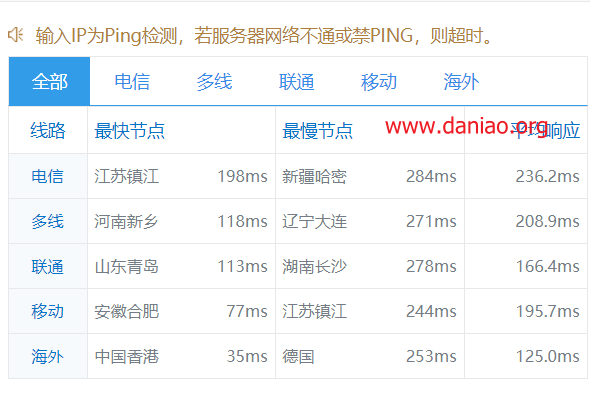 输入IP为Ping检测，若服务器网络不通或禁PING，则超时。
全部 电信 多线 联通 移动 海外
线路 最快节点 最慢节点 平均响应
www.daniao.org
电信 江苏镇江 198ms 新疆哈密 284ms 236.2ms
多线 河南新乡 118ms 辽宁大连 271ms 208.9ms
联通 山东青岛 113ms 湖南长沙 278ms 166.4ms
移动 安徽合肥 77ms 江苏镇江 244ms 195.7ms
海外 中国香港 35ms 德国 253ms 125.0ms